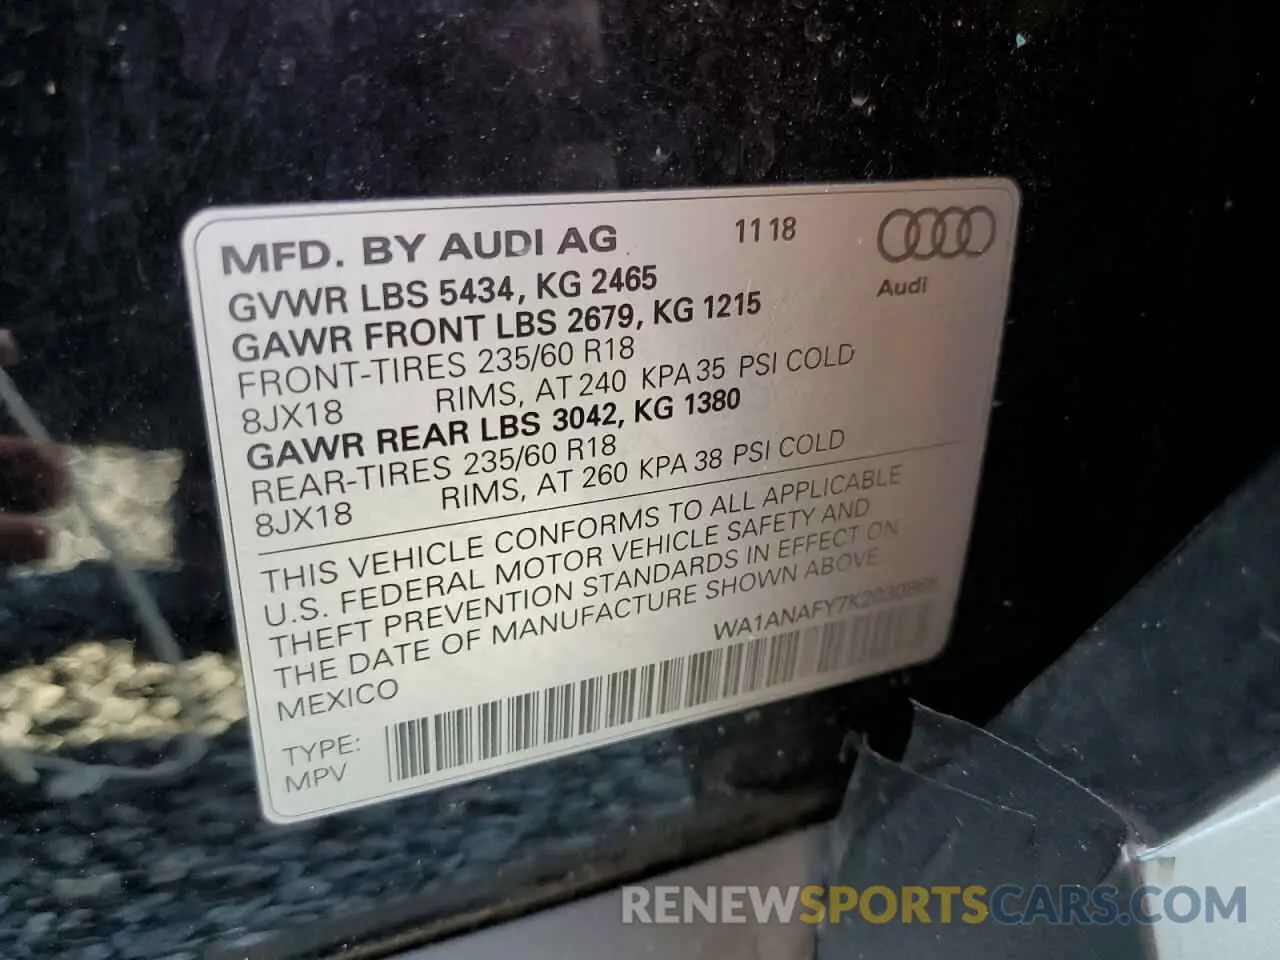 MFD. BY AUDI AG 11 18
Audi
GVWR LBS 5434, KG 2465
GAWR FRONT LBS 2679, KG 1215
FRONT-TIRES 235/60 R18
8JX18 RIMS, AT 240 KPA 35 PSI COLD
GAWR REAR LBS 3042, KG 1380
REAR-TIRES 235/60 R18
8JX18 RIMS, AT 260 KPA 38 PSI COLD
THIS VEHICLE CONFORMS TO ALL APPLICABLE
U.S. FEDERAL MOTOR VEHICLE SAFETY AND
THEFT PREVENTION STANDARDS IN EFFECT ON
THE DATE OF MANUFACTURE SHOWN ABOVE.
MEXICO
TYPE:
MPV
RENEWSPORTSCARS.COM